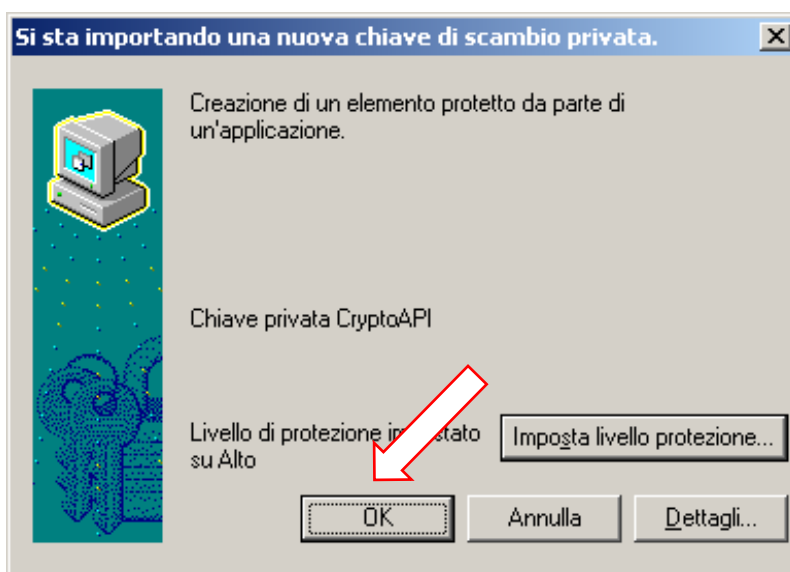 Si sta importando una nuova chiave di scambio privata.
Creazione di un elemento protetto da parte di
un'applicazione.
Chiave privata CryptoAPI
Livello di protezione impostato
su Alto
Imposta livello protezione...
OK
Annulla
Dettagli...